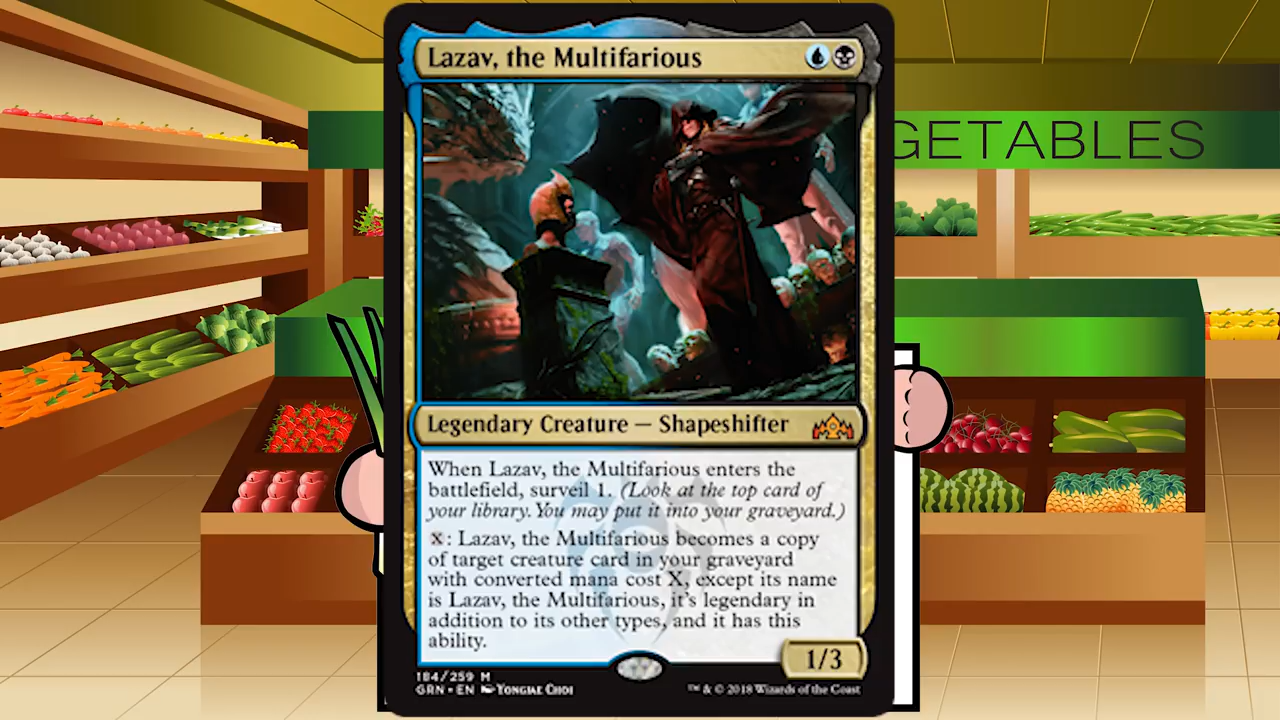 Lazav, the Multifarious
GETABLES
Legendary Creature — Shapeshifter
When Lazav, the Multifarious enters the
battlefield, surveil 1. (Look at the top card of
your library. You may put it into your graveyard.)
X: Lazav, the Multifarious becomes a copy
of target creature card in your graveyard
with converted mana cost X, except its name
is Lazav, the Multifarious, it's legendary in
addition to its other types, and it has this
ability.
1/3
184/259 M
GRN • EN Yongjae Choi
™ & © 2018 Wizards of the Coast